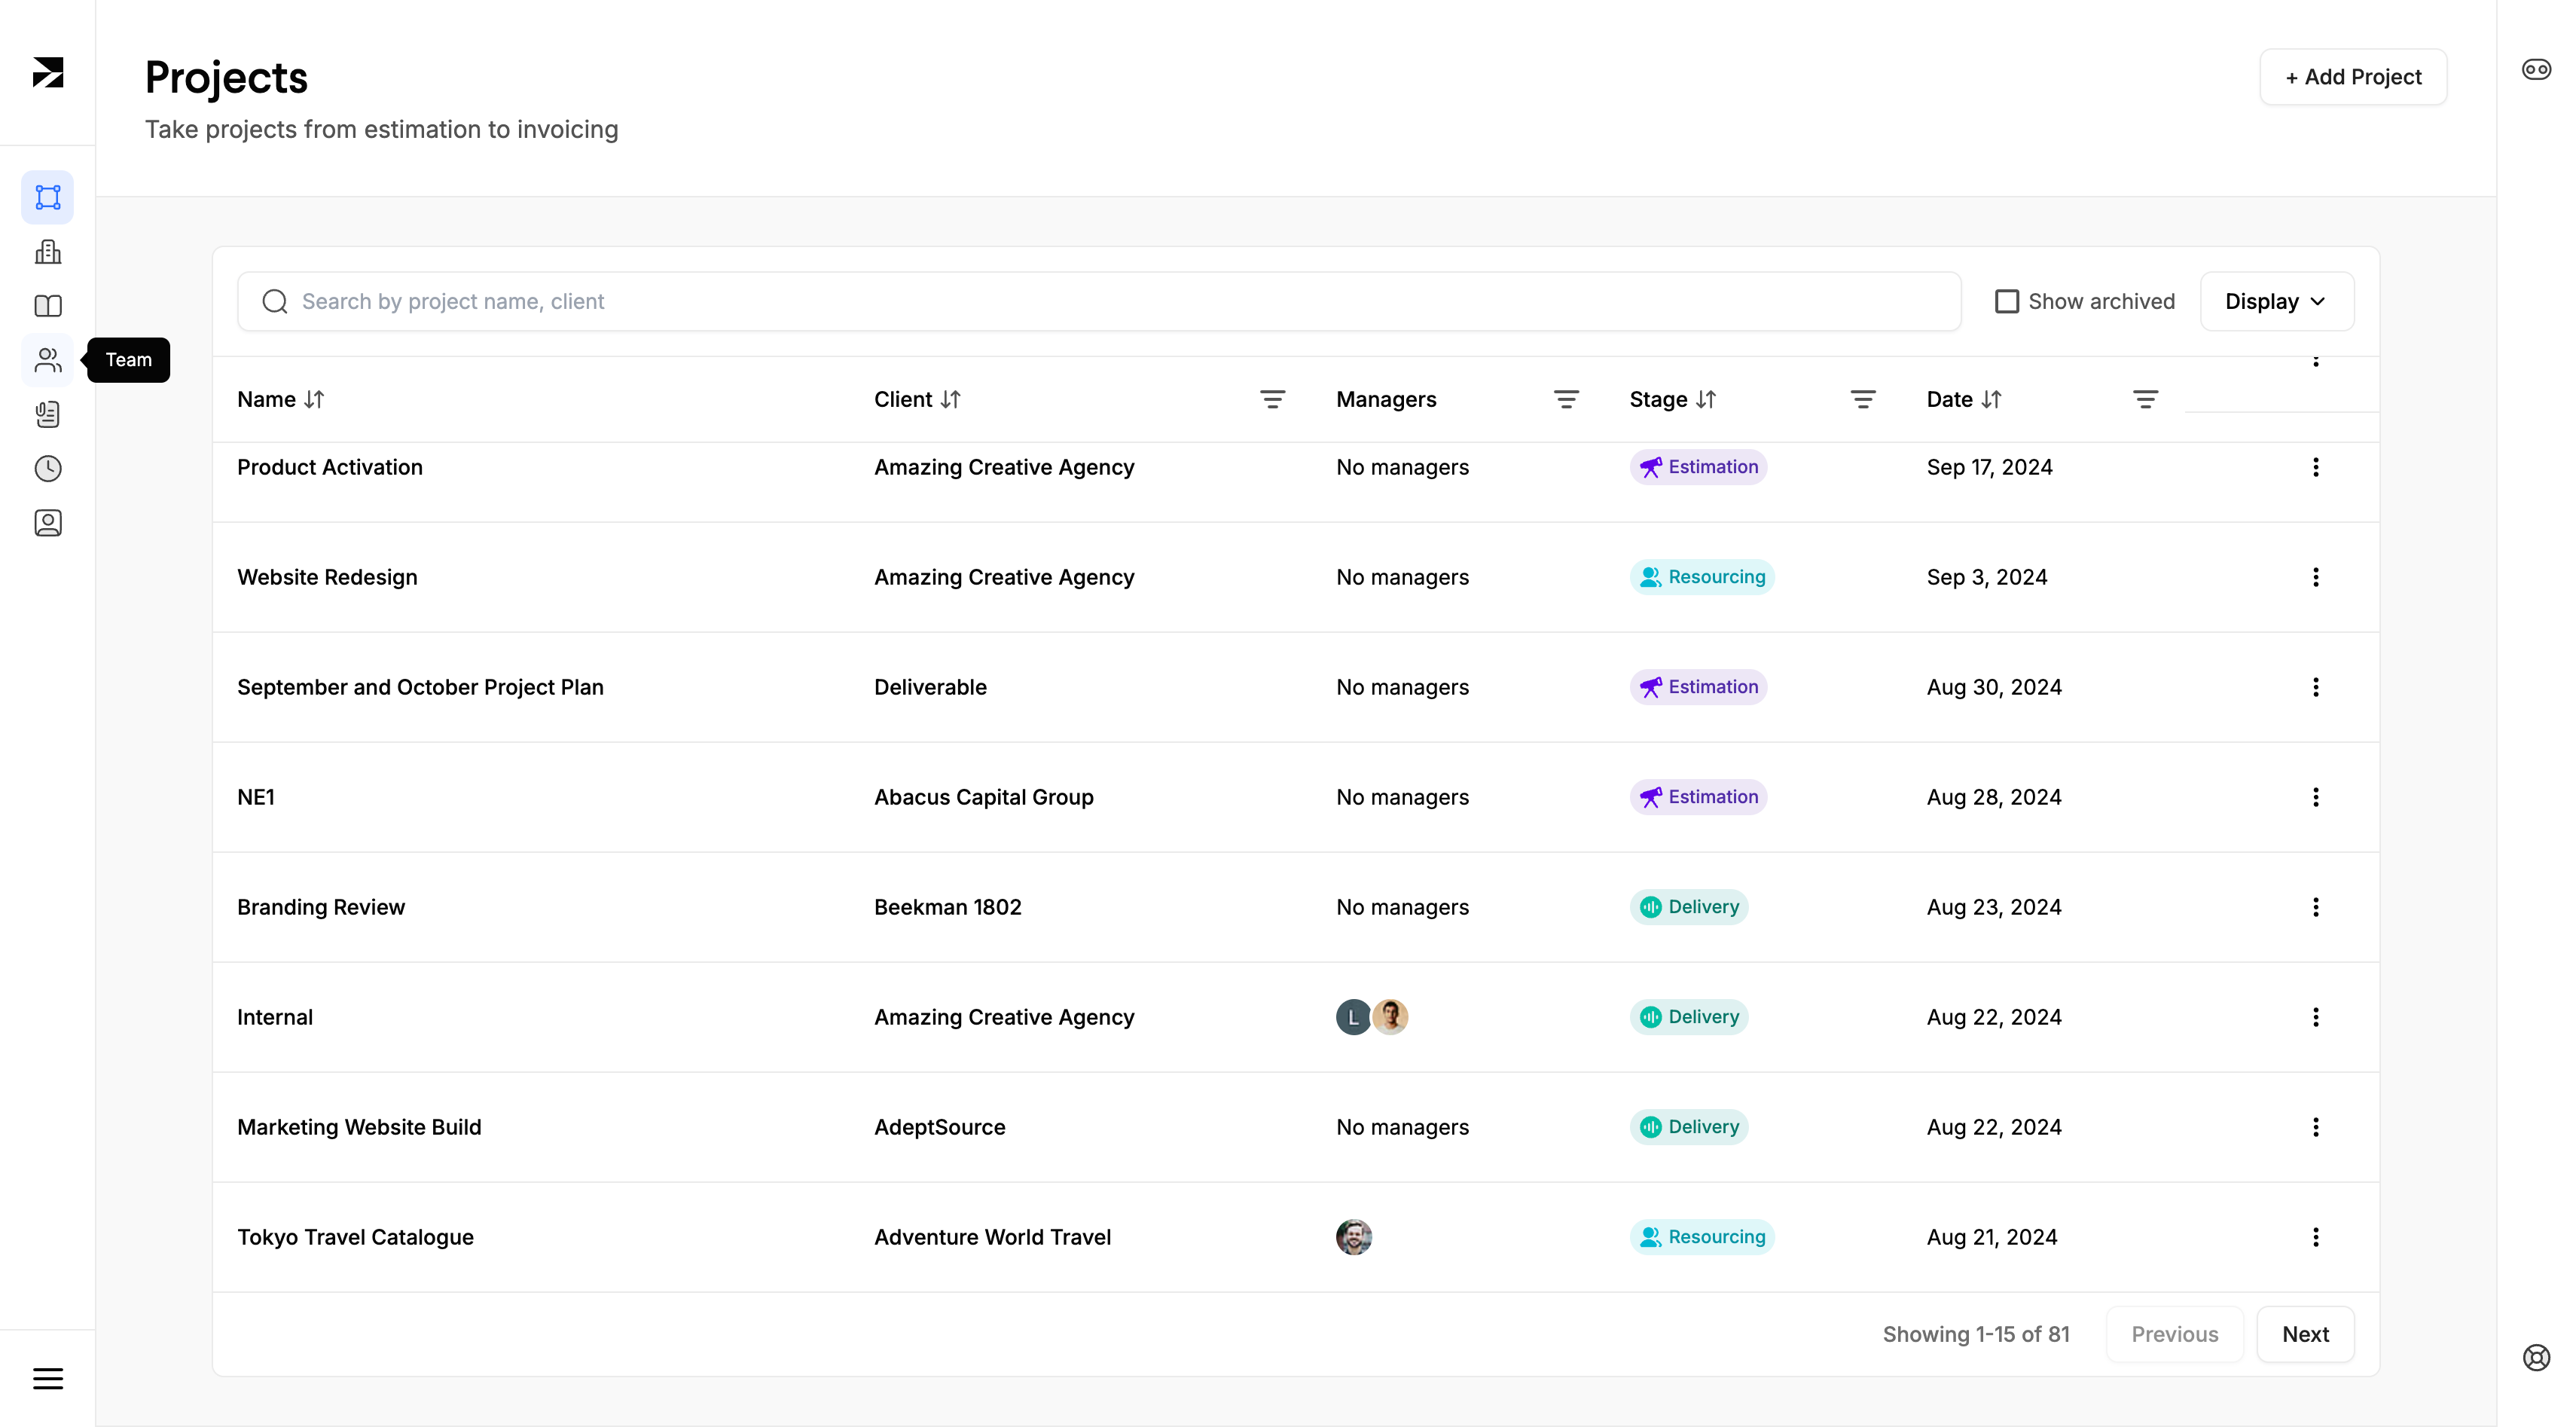 Projects
+ Add Project
Take projects from estimation to invoicing
Search by project name, client
Show archived
Display
Team
Name Client Managers Stage Date
Product Activation Amazing Creative Agency No managers Estimation Sep 17, 2024
Website Redesign Amazing Creative Agency No managers Resourcing Sep 3, 2024
September and October Project Plan Deliverable No managers Estimation Aug 30, 2024
NE1 Abacus Capital Group No managers Estimation Aug 28, 2024
Branding Review Beekman 1802 No managers Delivery Aug 23, 2024
Internal Amazing Creative Agency L Delivery Aug 22, 2024
Marketing Website Build AdeptSource No managers Delivery Aug 22, 2024
Tokyo Travel Catalogue Adventure World Travel Resourcing Aug 21, 2024
Showing 1-15 of 81 Previous Next